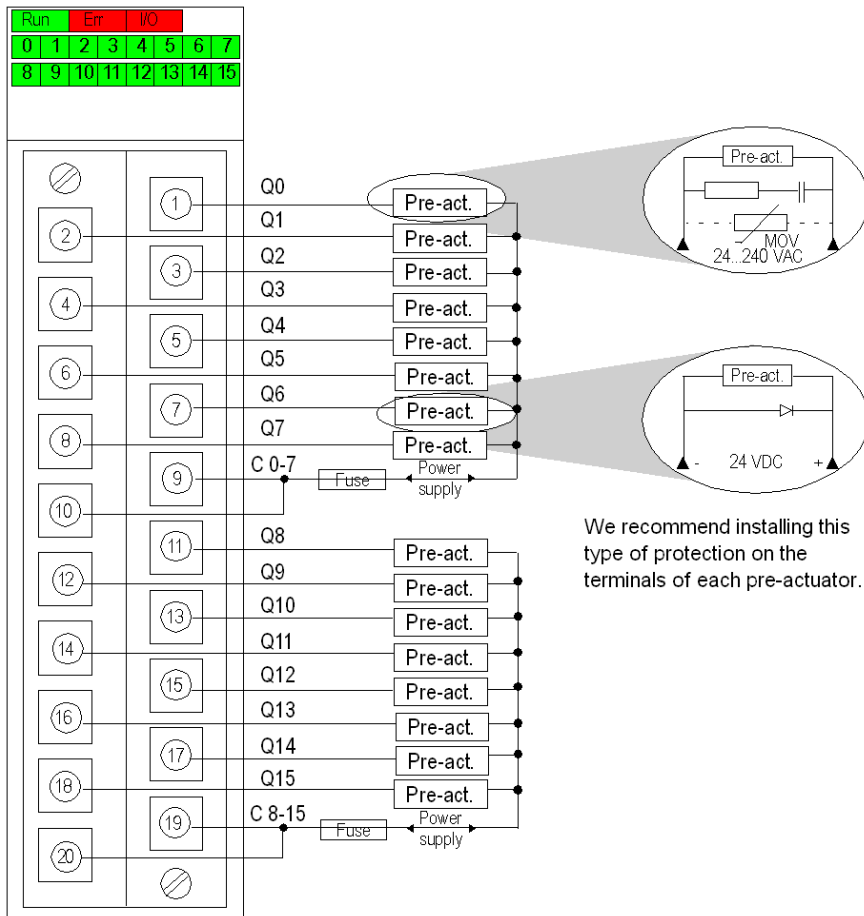 Run Err I/O
0 1 2 3 4 5 6 7
8 9 10 11 12 13 14 15
1 Q0 Pre-act.
2 Q1 Pre-act.
3 Q2 Pre-act.
4 Q3 Pre-act.
5 Q4 Pre-act.
6 Q5 Pre-act.
7 Q6 Pre-act.
8 Q7 Pre-act.
9 C 0-7 Fuse Power
supply
10
11 Q8 Pre-act.
12 Q9 Pre-act.
13 Q10 Pre-act.
14 Q11 Pre-act.
15 Q12 Pre-act.
16 Q13 Pre-act.
17 Q14 Pre-act.
18 Q15 Pre-act.
19 C 8-15 Fuse Power
supply
20
Pre-act.
MOV
24...240 VAC
Pre-act.
- 24 VDC +
We recommend installing this
type of protection on the
terminals of each pre-actuator.